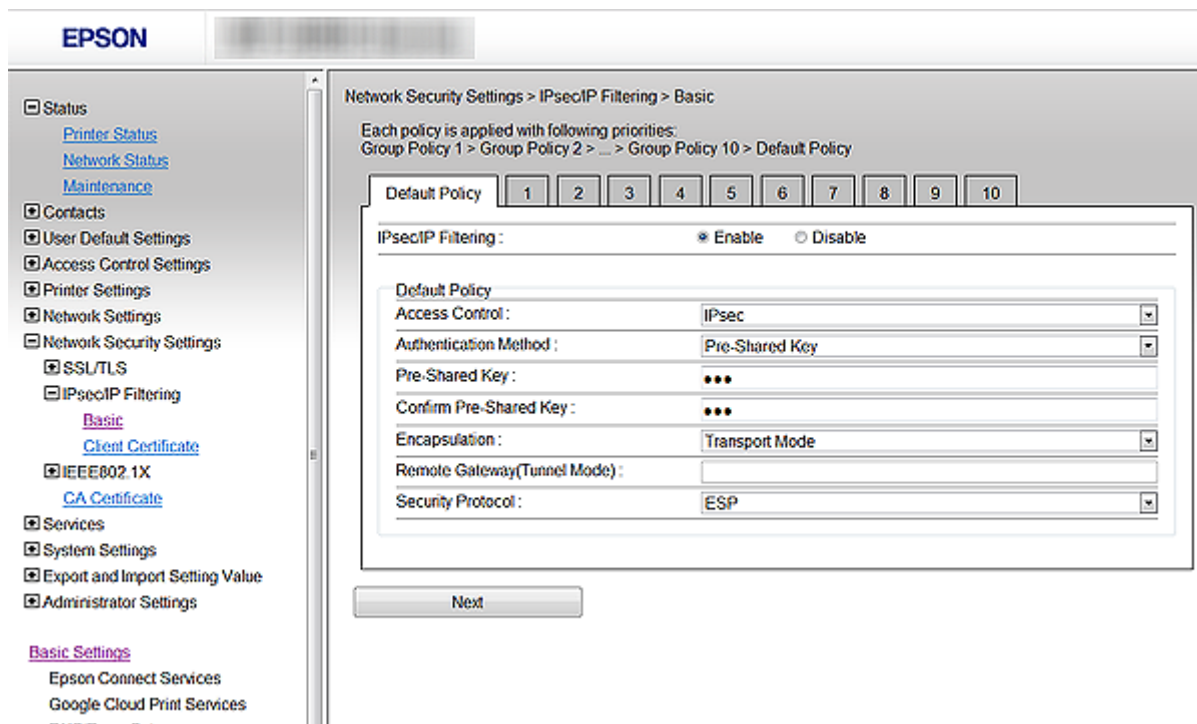 EPSON
Status
Printer Status
Network Status
Maintenance
Contacts
User Default Settings
Access Control Settings
Printer Settings
Network Settings
Network Security Settings
SSL/TLS
IPsec/IP Filtering
Basic
Client Certificate
IEEE802.1X
CA Certificate
Services
System Settings
Export and Import Setting Value
Administrator Settings
Basic Settings
Epson Connect Services
Google Cloud Print Services
Network Security Settings > IPsec/IP Filtering > Basic
Each policy is applied with following priorities:
Group Policy 1 > Group Policy 2 > ... > Group Policy 10 > Default Policy
Default Policy 1 2 3 4 5 6 7 8 9 10
IPsec/IP Filtering : Enable Disable
Default Policy
Access Control : IPsec
Authentication Method : Pre-Shared Key
Pre-Shared Key : •••
Confirm Pre-Shared Key : •••
Encapsulation : Transport Mode
Remote Gateway(Tunnel Mode) :
Security Protocol : ESP
Next